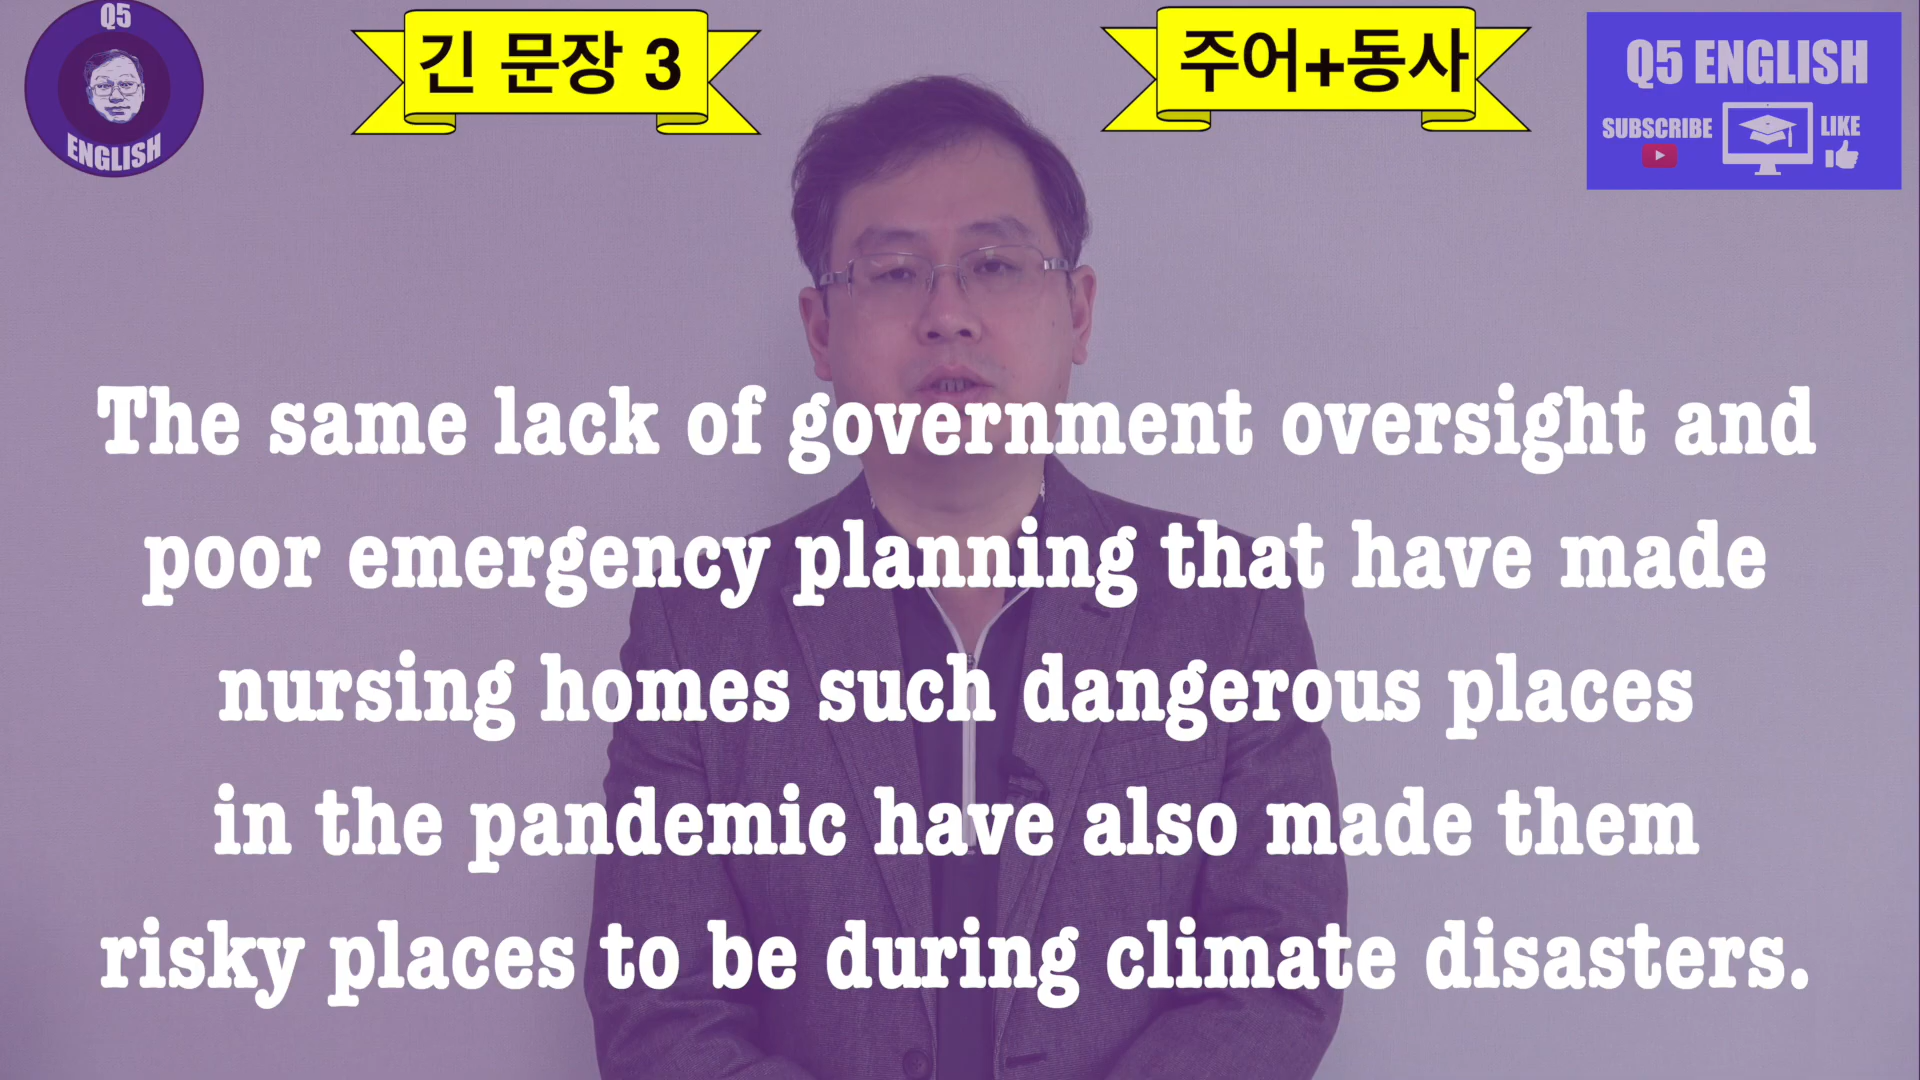 Q5
ENGLISH
긴 문장 3
주어+동사
Q5 ENGLISH
SUBSCRIBE
LIKE
The same lack of government oversight and
poor emergency planning that have made
nursing homes such dangerous places
in the pandemic have also made them
risky places to be during climate disasters.